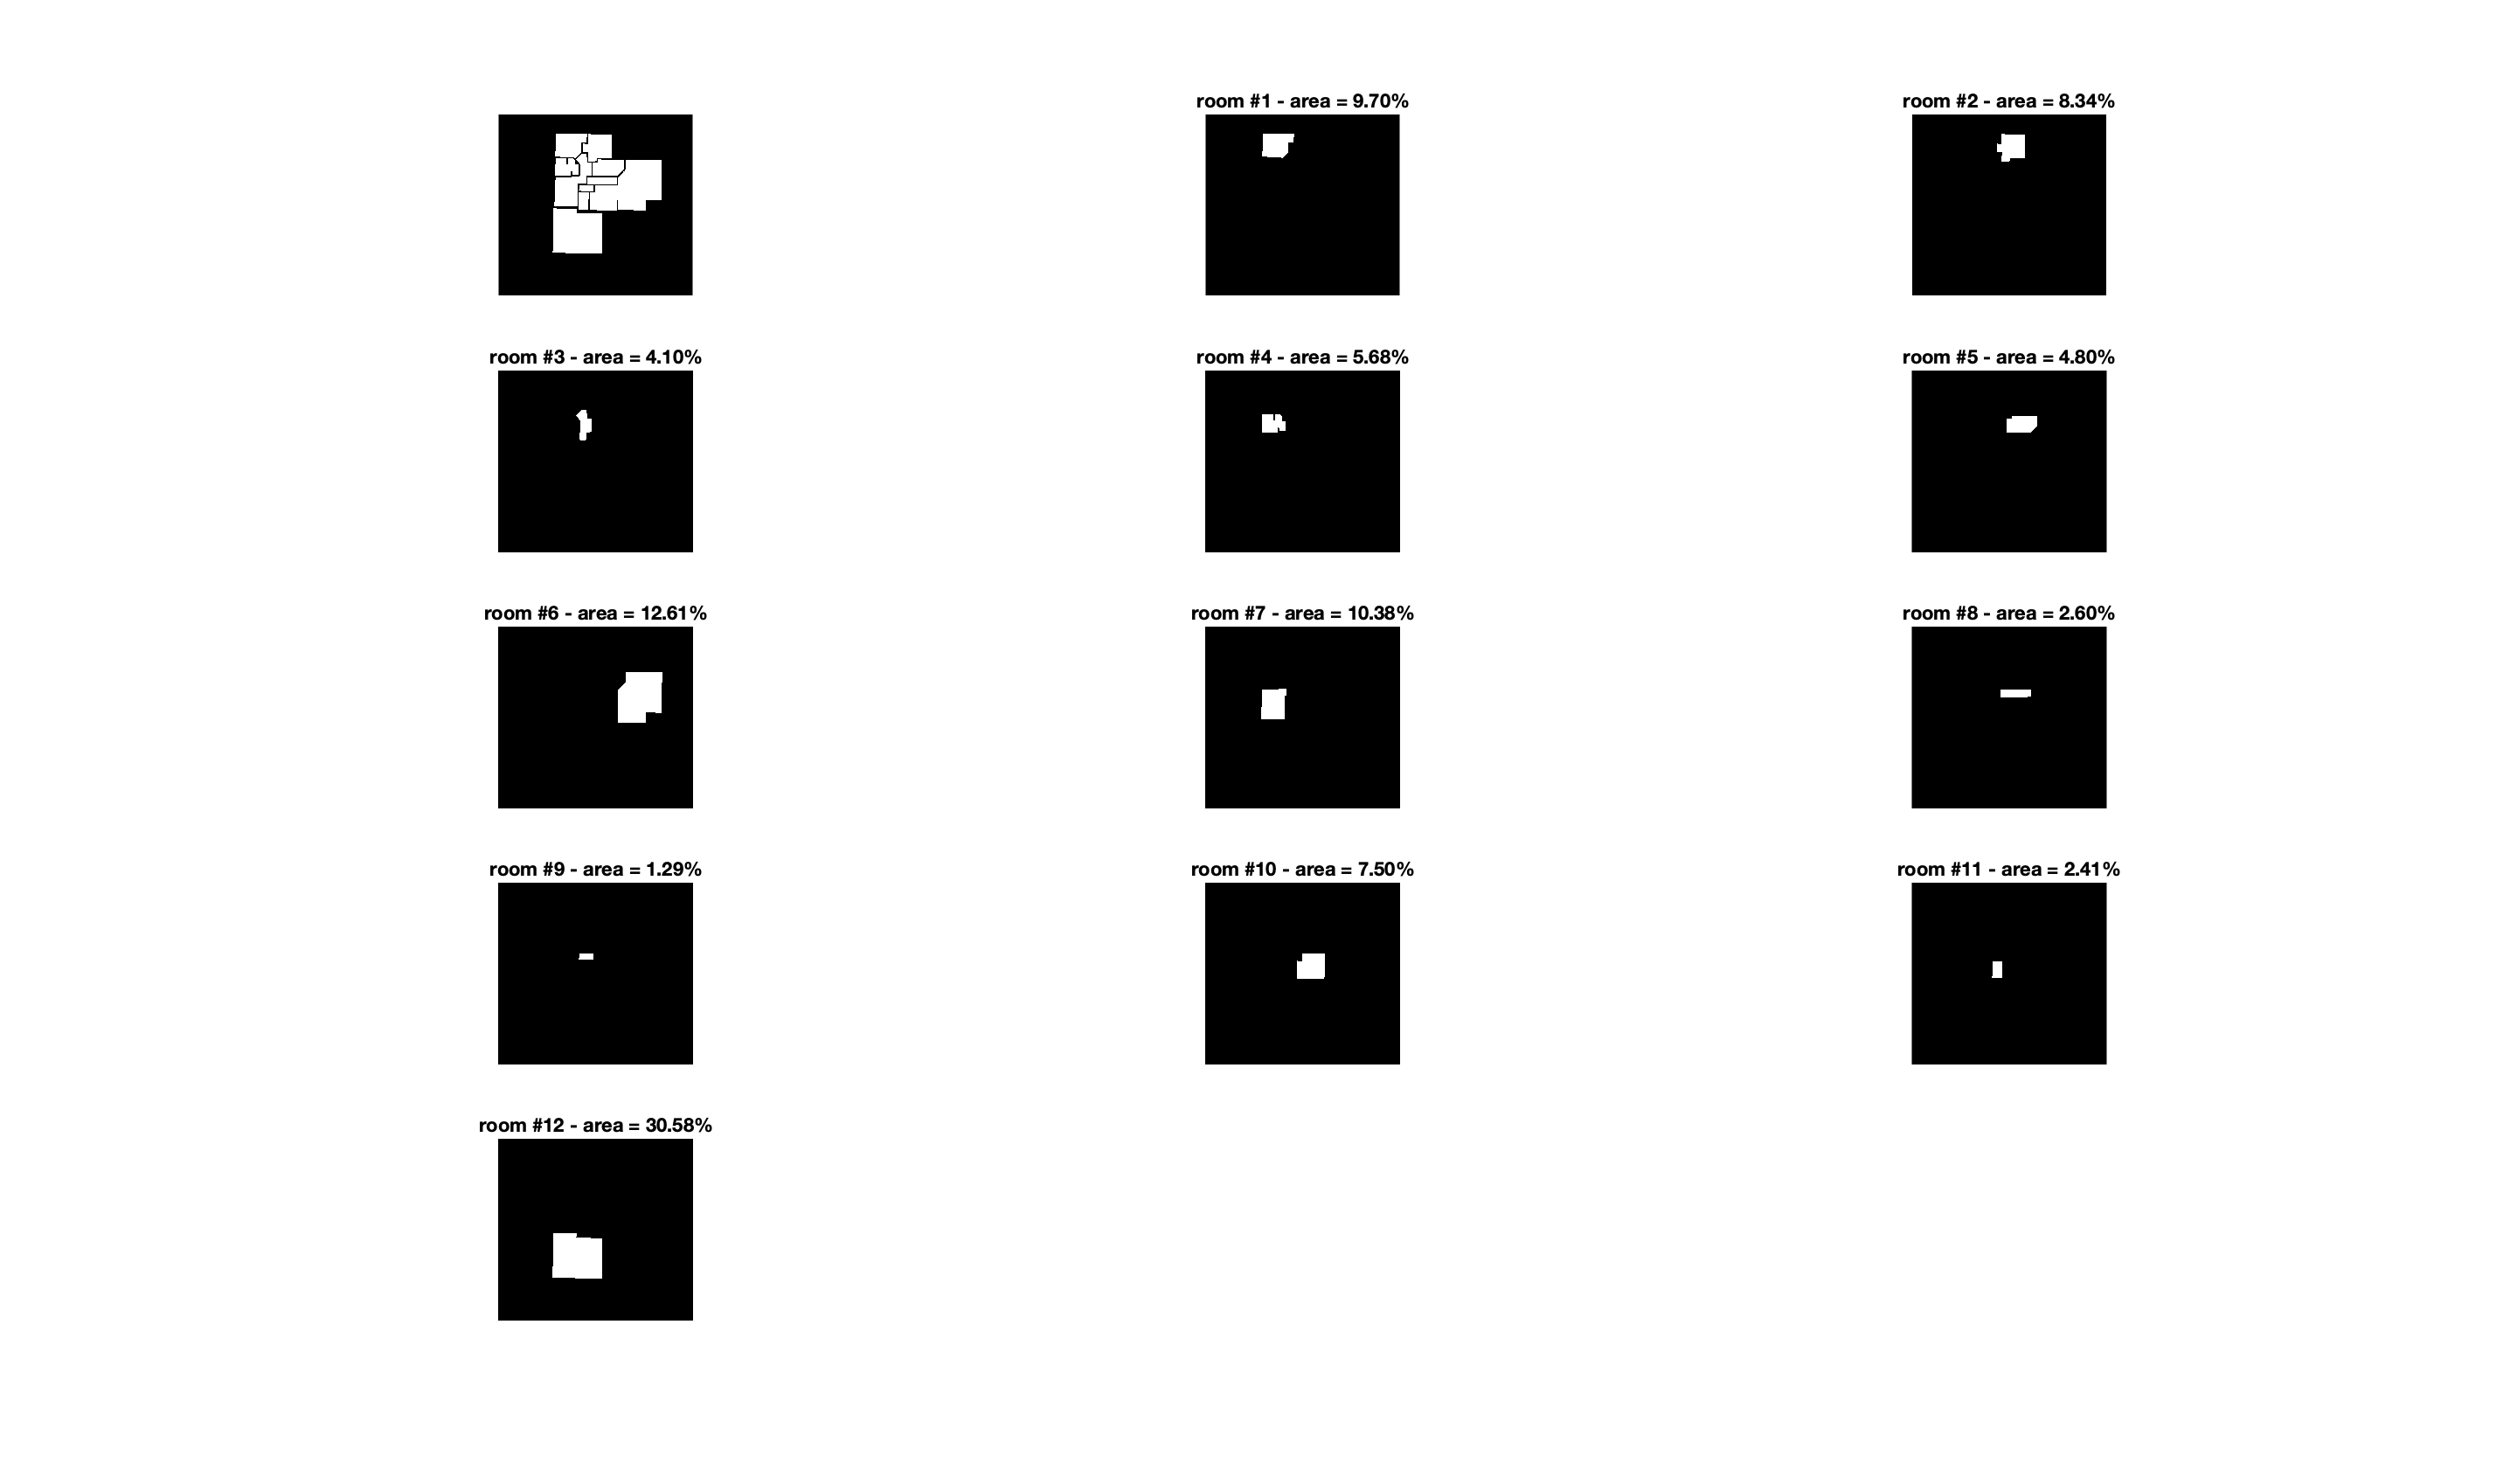 room #1 - area = 9.70%
room #2 - area = 8.34%
room #3 - area = 4.10%
room #4 - area = 5.68%
room #5 - area = 4.80%
room #6 - area = 12.61%
room #7 - area = 10.38%
room #8 - area = 2.60%
room #9 - area = 1.29%
room #10 - area = 7.50%
room #11 - area = 2.41%
room #12 - area = 30.58%